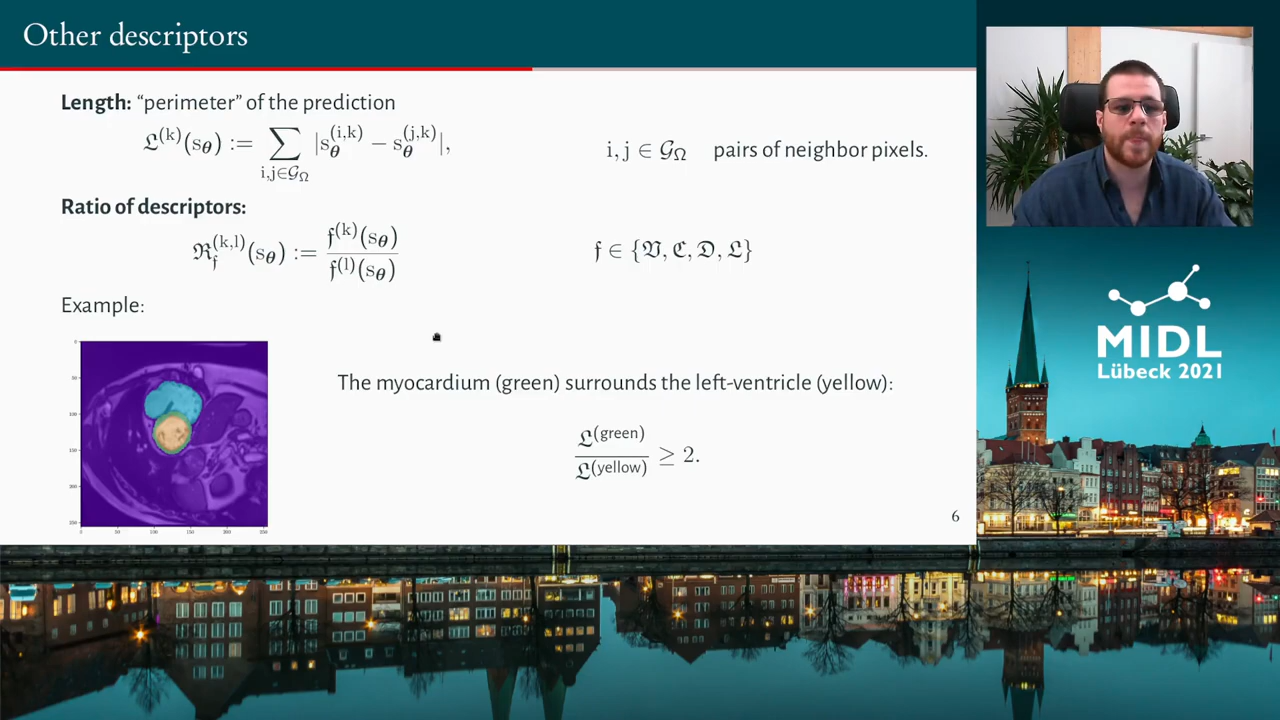 Other descriptors
Length: “perimeter” of the prediction
𝔏^(k)(s_θ) := ∑_{i,j∈𝒢_Ω} |s_θ^(i,k) − s_θ^(j,k)|, i, j ∈ 𝒢_Ω pairs of neighbor pixels.
Ratio of descriptors:
ℜ_𝔣^(k,l)(s_θ) := 𝔣^(k)(s_θ) / 𝔣^(l)(s_θ) 𝔣 ∈ {𝔙, ℭ, 𝔇, 𝔏}
Example:
The myocardium (green) surrounds the left-ventricle (yellow):
𝔏^(green) / 𝔏^(yellow) ≥ 2.
6
MIDL
Lübeck 2021